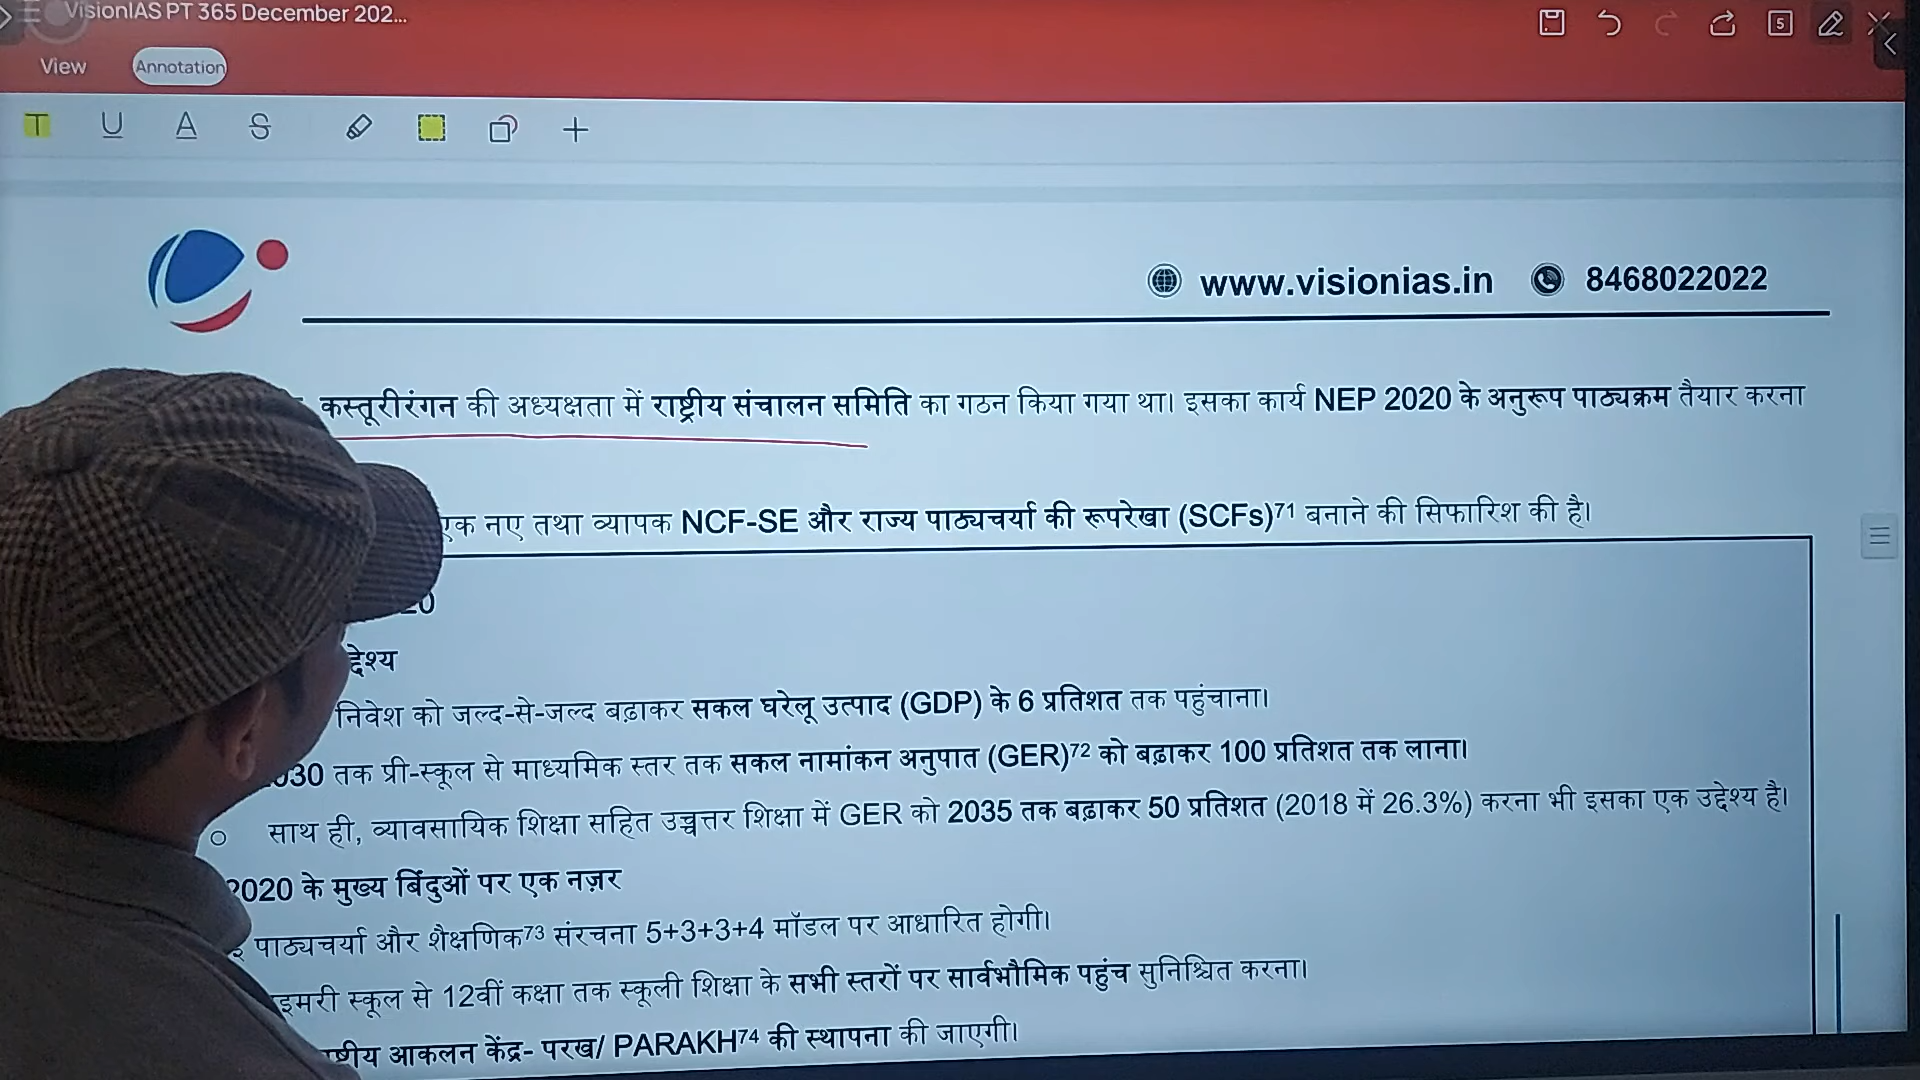 VisionIAS PT 365 December 202...
5
View Annotation
T U A S
www.visionias.in 8468022022
कस्तूरीरंगन की अध्यक्षता में राष्ट्रीय संचालन समिति का गठन किया गया था। इसका कार्य NEP 2020 के अनुरूप पाठ्यक्रम तैयार करना
एक नए तथा व्यापक NCF-SE और राज्य पाठ्यचर्या की रूपरेखा (SCFs)71 बनाने की सिफारिश की है।
20
द्देश्य
निवेश को जल्द-से-जल्द बढ़ाकर सकल घरेलू उत्पाद (GDP) के 6 प्रतिशत तक पहुंचाना।
030 तक प्री-स्कूल से माध्यमिक स्तर तक सकल नामांकन अनुपात (GER)72 को बढ़ाकर 100 प्रतिशत तक लाना।
○ साथ ही, व्यावसायिक शिक्षा सहित उच्चत्तर शिक्षा में GER को 2035 तक बढ़ाकर 50 प्रतिशत (2018 में 26.3%) करना भी इसका एक उद्देश्य है।
2020 के मुख्य बिंदुओं पर एक नज़र
पाठ्यचर्या और शैक्षणिक73 संरचना 5+3+3+4 मॉडल पर आधारित होगी।
इमरी स्कूल से 12वीं कक्षा तक स्कूली शिक्षा के सभी स्तरों पर सार्वभौमिक पहुंच सुनिश्चित करना।
ष्ट्रीय आकलन केंद्र- परख/ PARAKH74 की स्थापना की जाएगी।